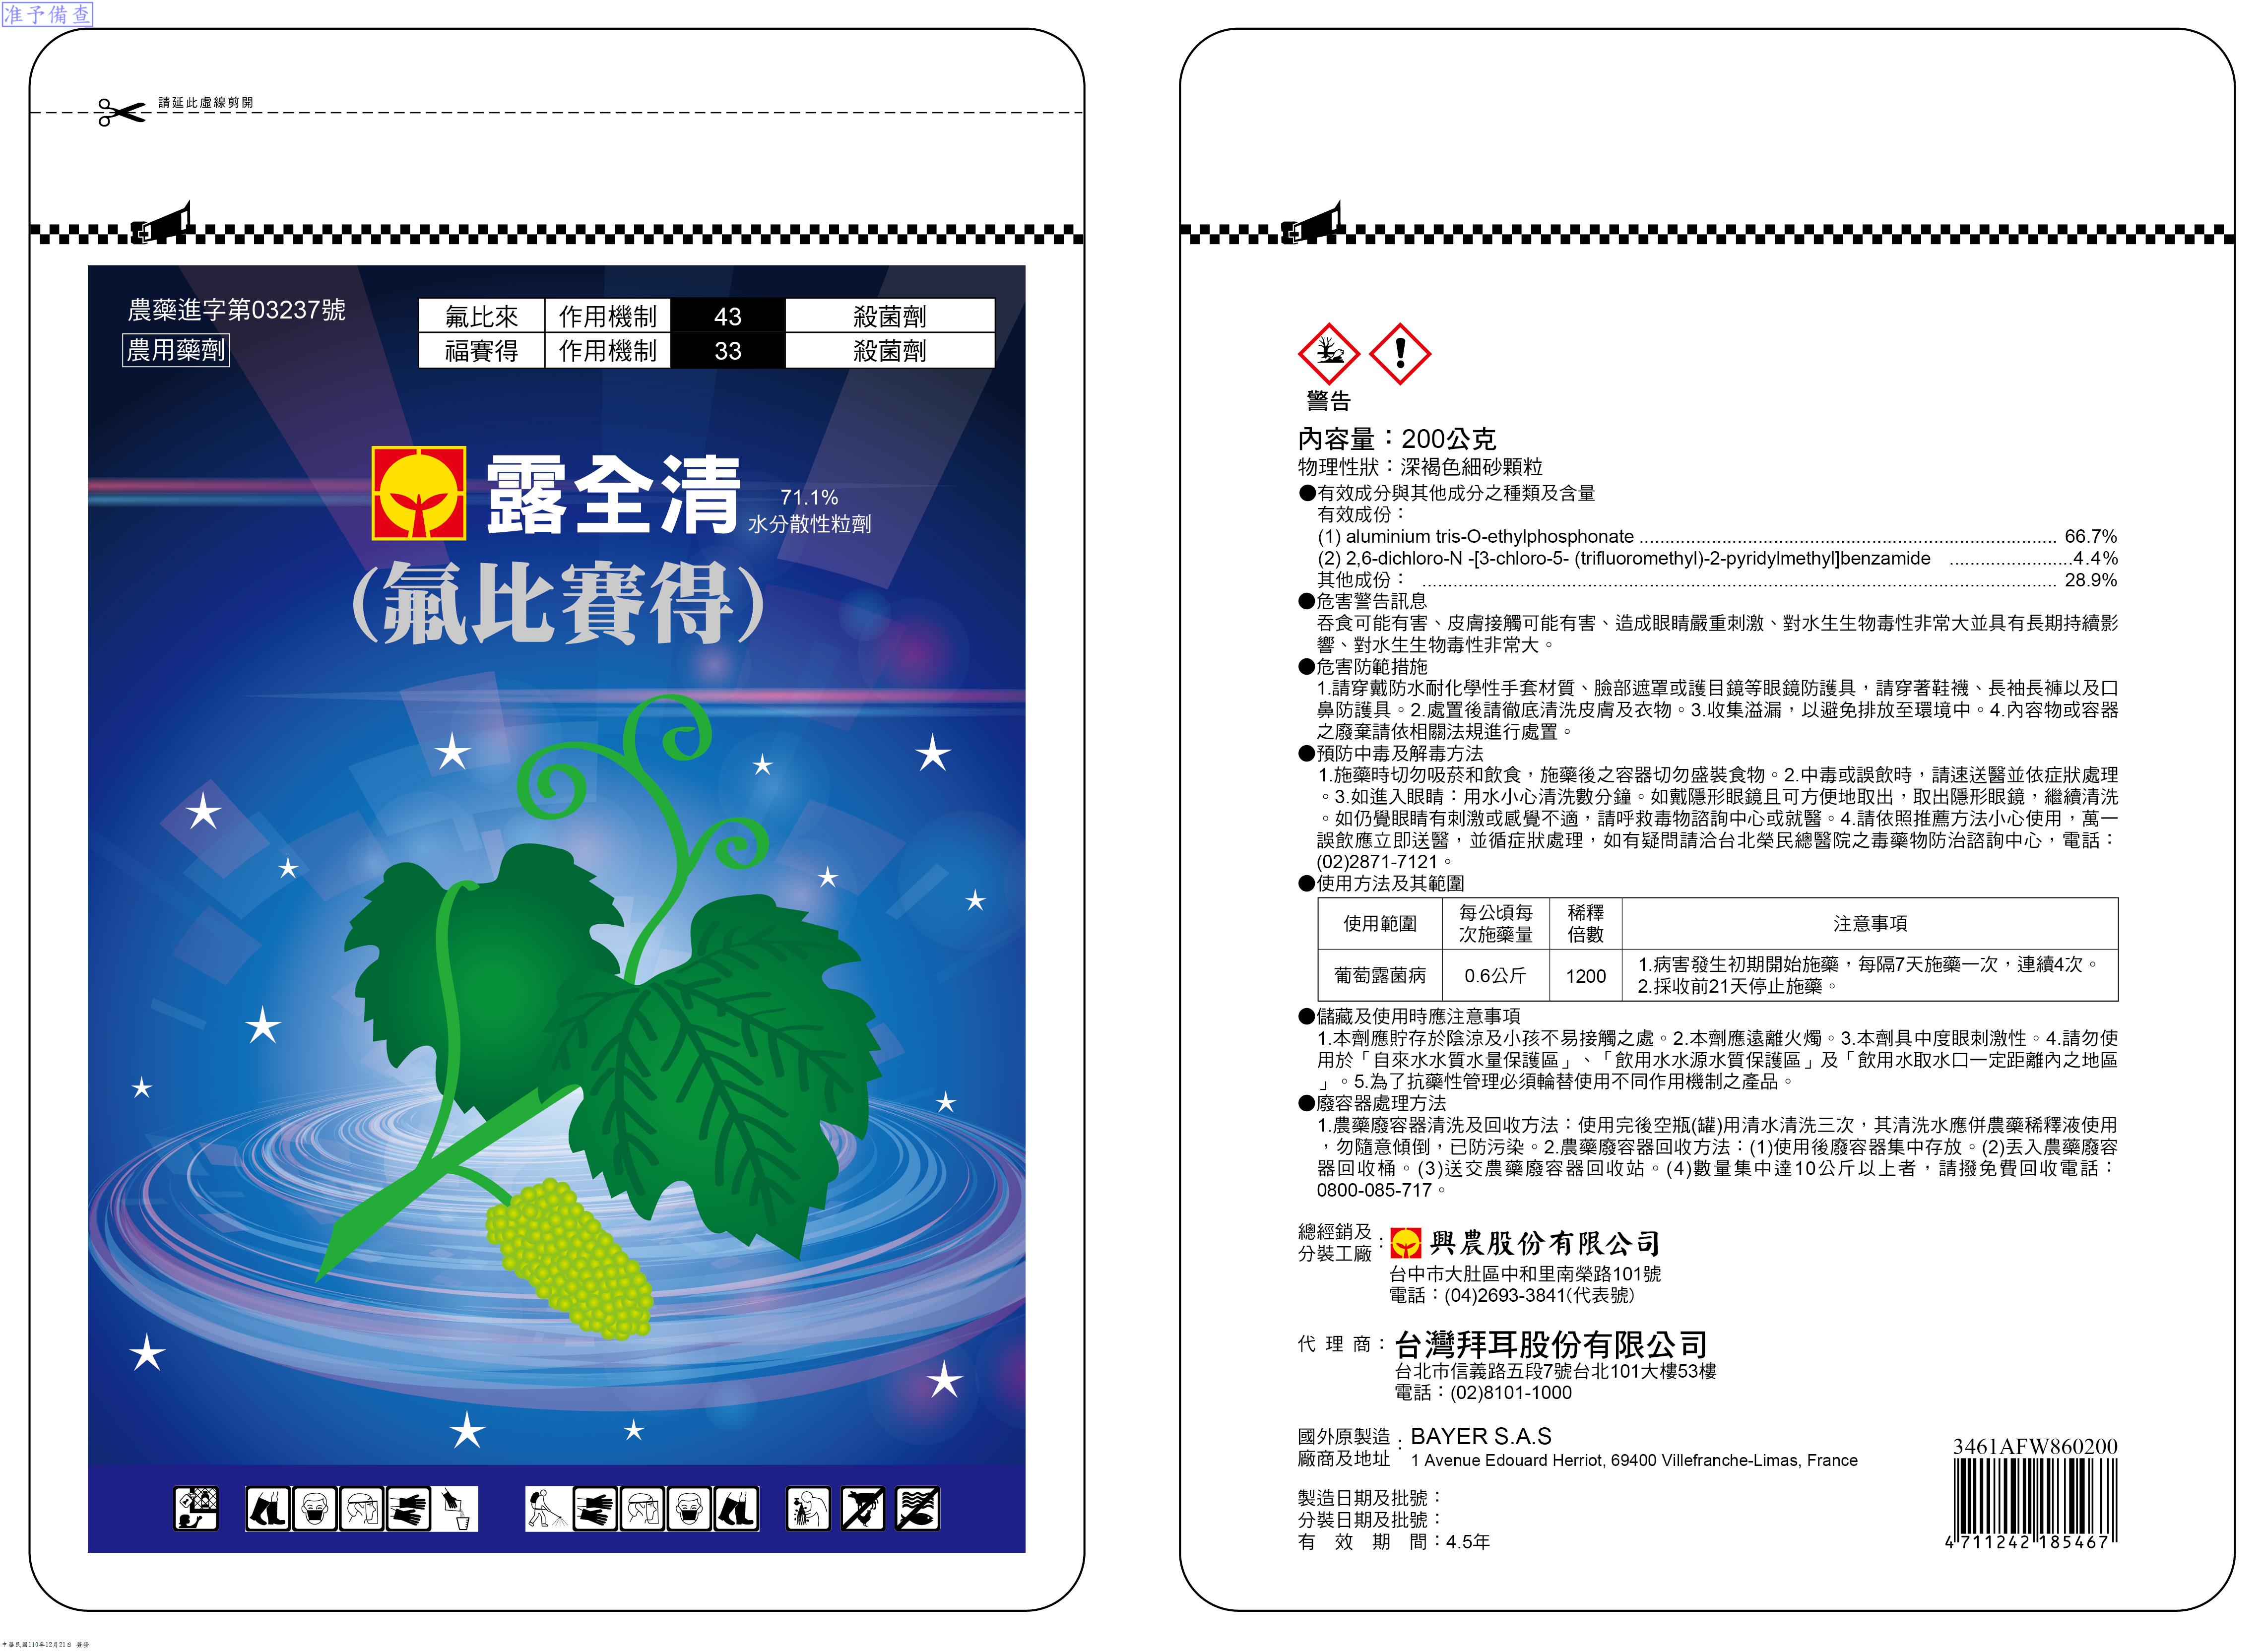 准予備查
請延此虛線剪開
農藥進字第03237號
農用藥劑
氟比來 作用機制 43 殺菌劑
福賽得 作用機制 33 殺菌劑
露全清
71.1%
水分散性粒劑
(氟比賽得)
警告
內容量：200公克
物理性狀：深褐色細砂顆粒
●有效成分與其他成分之種類及含量
有效成份：
(1) aluminium tris-O-ethylphosphonate ........ 66.7%
(2) 2,6-dichloro-N -[3-chloro-5- (trifluoromethyl)-2-pyridylmethyl]benzamide ........4.4%
其他成份： ........ 28.9%
●危害警告訊息
吞食可能有害、皮膚接觸可能有害、造成眼睛嚴重刺激、對水生生物毒性非常大並具有長期持續影
響、對水生生物毒性非常大。
●危害防範措施
1.請穿戴防水耐化學性手套材質、臉部遮罩或護目鏡等眼鏡防護具，請穿著鞋襪、長袖長褲以及口
鼻防護具。2.處置後請徹底清洗皮膚及衣物。3.收集溢漏，以避免排放至環境中。4.內容物或容器
之廢棄請依相關法規進行處置。
●預防中毒及解毒方法
1.施藥時切勿吸菸和飲食，施藥後之容器切勿盛裝食物。2.中毒或誤飲時，請速送醫並依症狀處理
。3.如進入眼睛：用水小心清洗數分鐘。如戴隱形眼鏡且可方便地取出，取出隱形眼鏡，繼續清洗
。如仍覺眼睛有刺激或感覺不適，請呼救毒物諮詢中心或就醫。4.請依照推薦方法小心使用，萬一
誤飲應立即送醫，並循症狀處理，如有疑問請洽台北榮民總醫院之毒藥物防治諮詢中心，電話：
(02)2871-7121。
●使用方法及其範圍
使用範圍 每公頃每次施藥量 稀釋倍數 注意事項
葡萄露菌病 0.6公斤 1200 1.病害發生初期開始施藥，每隔7天施藥一次，連續4次。
2.採收前21天停止施藥。
●儲藏及使用時應注意事項
1.本劑應貯存於陰涼及小孩不易接觸之處。2.本劑應遠離火燭。3.本劑具中度眼刺激性。4.請勿使
用於「自來水水質水量保護區」、「飲用水水源水質保護區」及「飲用水取水口一定距離內之地區
」。5.為了抗藥性管理必須輪替使用不同作用機制之產品。
●廢容器處理方法
1.農藥廢容器清洗及回收方法：使用完後空瓶(罐)用清水清洗三次，其清洗水應併農藥稀釋液使用
，勿隨意傾倒，已防污染。2.農藥廢容器回收方法：(1)使用後廢容器集中存放。(2)丟入農藥廢容
器回收桶。(3)送交農藥廢容器回收站。(4)數量集中達10公斤以上者，請撥免費回收電話：
0800-085-717。
總經銷及分裝工廠：興農股份有限公司
台中市大肚區中和里南榮路101號
電話：(04)2693-3841(代表號)
代 理 商：台灣拜耳股份有限公司
台北市信義路五段7號台北101大樓53樓
電話：(02)8101-1000
國外原製造廠商及地址：BAYER S.A.S
1 Avenue Edouard Herriot, 69400 Villefranche-Limas, France
製造日期及批號：
分裝日期及批號：
有 效 期 間：4.5年
3461AFW860200
4 711242 185467
中華民國110年12月21日 簽發